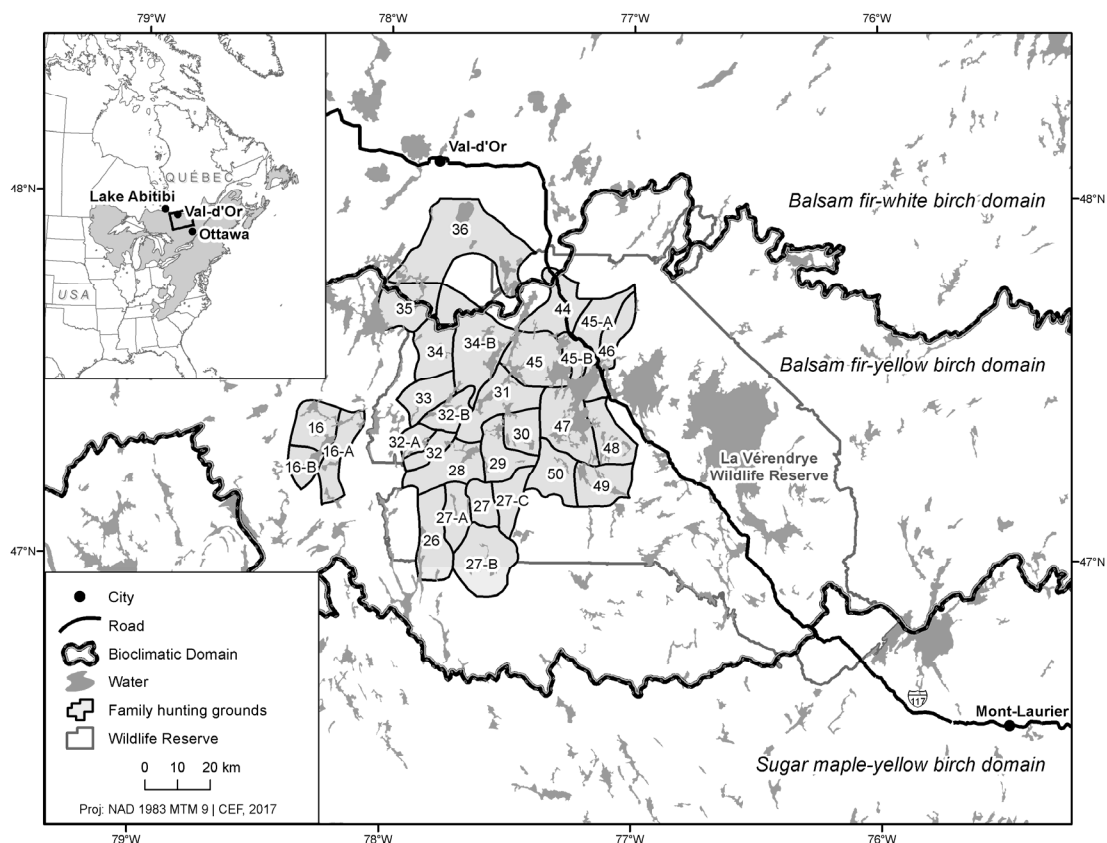 79°W
78°W
77°W
76°W
QUÉBEC
Lake Abitibi
Val-d'Or
Ottawa
USA
Val-d'Or
48°N
48°N
Balsam fir-white birch domain
36
35
44
45-A
34
34-B
45
45-B
46
Balsam fir-yellow birch domain
33
31
32-B
16
30
47
32-A
32
48
16-A
16-B
28
29
50
49
La Vérendrye
Wildlife Reserve
27-A
27
27-C
26
27-B
47°N
47°N
City
Road
Bioclimatic Domain
Water
Family hunting grounds
Wildlife Reserve
0 10 20 km
Proj: NAD 1983 MTM 9 | CEF, 2017
117
Mont-Laurier
Sugar maple-yellow birch domain
79°W
78°W
77°W
76°W